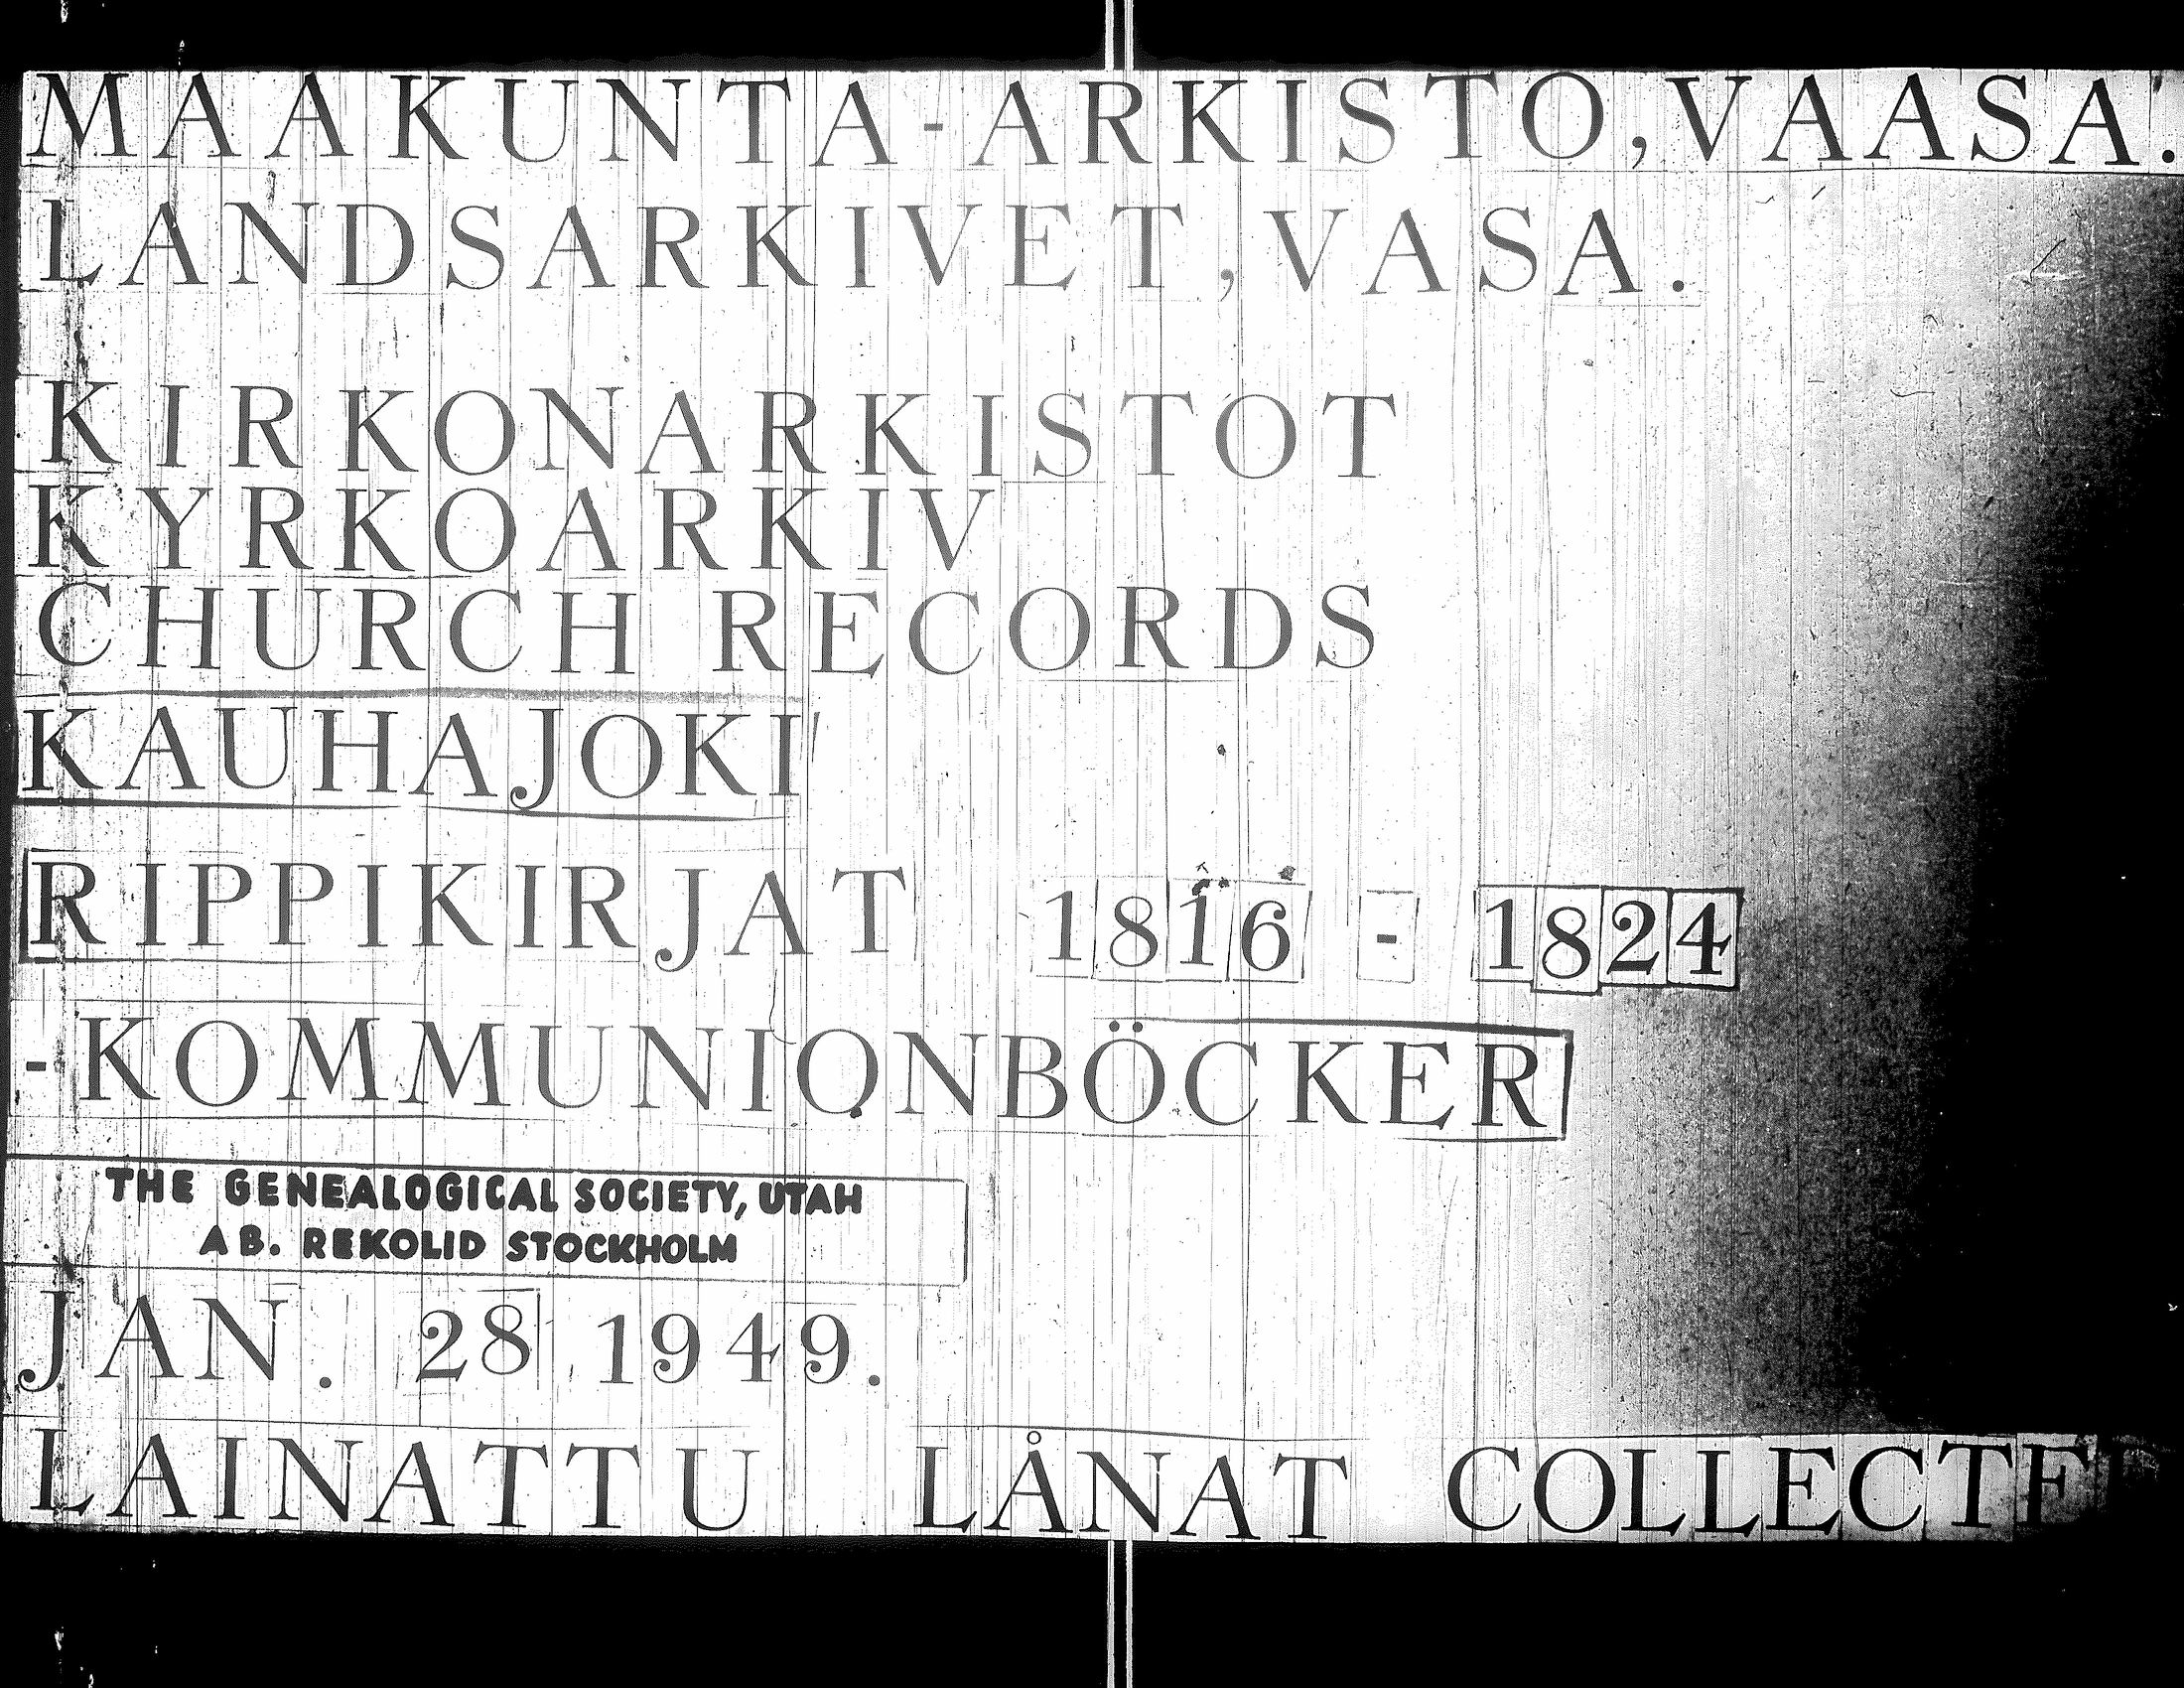 MAAKUNTA-ARKISTO, VAASA.
LANDSARKIVET, VASA.
KIRKONARKISTOT
KYRKOARKIV
CHURCH RECORDS
KAUHAJOKI
RIPPIKIRJAT 1816 - 1824
-KOMMUNIONBÖCKER
THE GENEALOGICAL SOCIETY, UTAH
AB. REKOLID STOCKHOLM
JAN. 28 1949.
LAINATTU LÅNAT COLLECTE